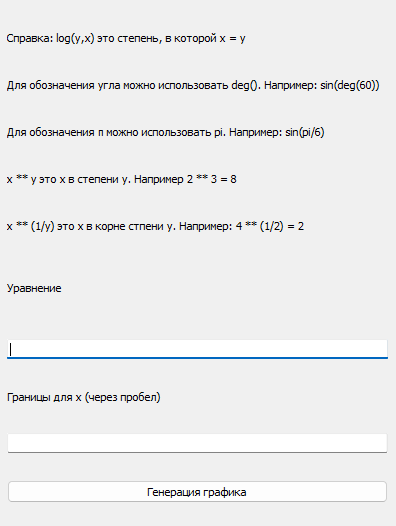 Справка: log(y,x) это степень, в которой x = y
Для обозначения угла можно использовать deg(). Например: sin(deg(60))
Для обозначения п можно использовать pi. Например: sin(pi/6)
x ** y это x в степени y. Например 2 ** 3 = 8
x ** (1/y) это x в корне стпени y. Например: 4 ** (1/2) = 2
Уравнение
Границы для x (через пробел)
Генерация графика